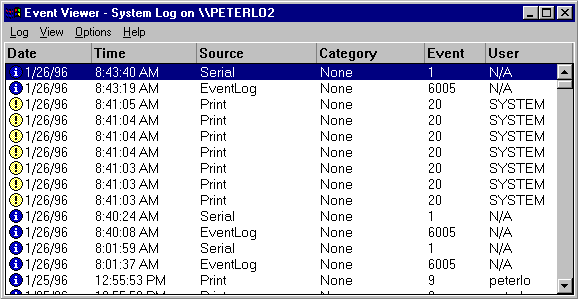 Event Viewer - System Log on \\PETERLO2
Log View Options Help
Date Time Source Category Event User
1/26/96 8:43:40 AM Serial None 1 N/A
1/26/96 8:43:19 AM EventLog None 6005 N/A
1/26/96 8:41:05 AM Print None 20 SYSTEM
1/26/96 8:41:04 AM Print None 20 SYSTEM
1/26/96 8:41:04 AM Print None 20 SYSTEM
1/26/96 8:41:04 AM Print None 20 SYSTEM
1/26/96 8:41:03 AM Print None 20 SYSTEM
1/26/96 8:41:03 AM Print None 20 SYSTEM
1/26/96 8:41:03 AM Print None 20 SYSTEM
1/26/96 8:40:24 AM Serial None 1 N/A
1/26/96 8:40:08 AM EventLog None 6005 N/A
1/26/96 8:01:59 AM Serial None 1 N/A
1/26/96 8:01:37 AM EventLog None 6005 N/A
1/25/96 12:55:53 PM Print None 9 peterlo